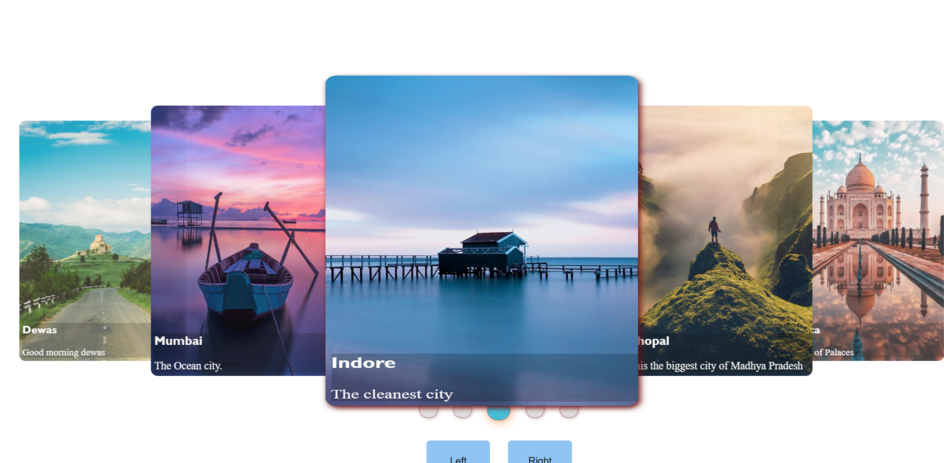 Dewas
Good morning dewas
Mumbai
The Ocean city.
Indore
The cleanest city
hopal
is the biggest city of Madhya Pradesh
of Palaces
Left
Right